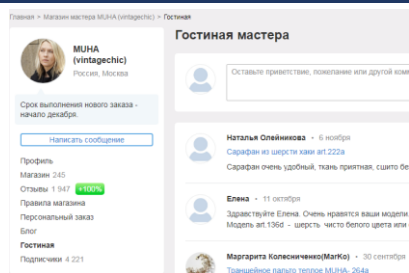 Главная > Магазин мастера MUHA (vintagechic) > Гостиная
Гостиная мастера
MUHA
(vintagechic)
Россия, Москва
Срок выполнения нового заказа -
начало декабря.
Написать сообщение
Профиль
Магазин 245
Отзывы 1 947 +100%
Правила магазина
Персональный заказ
Блог
Гостиная
Подписчики 4 221
Оставьте приветствие, пожелание или другой
Наталья Олейникова • 6 ноября
Сарафан из шерсти хаки art.222a
Сарафан очень удобный, ткань приятная, сшито
Елена • 11 октября
Здравствуйте Елена. Очень нравятся ваши модели.
Модель art.136d - шерсть чисто белого цвета или
Маргарита Колесниченко(MarKo) • 30 сентября
Траншейное пальто теплое MUHA- 264a